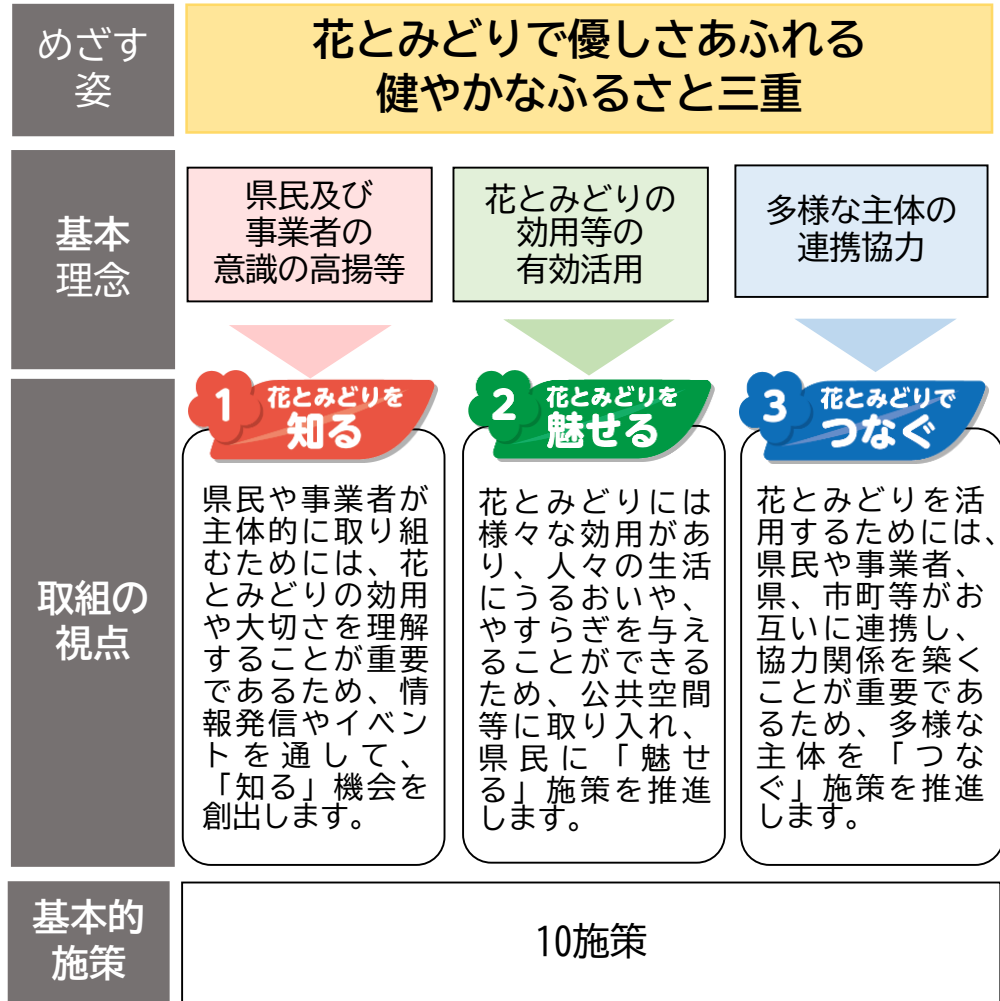 めざす
姿
花とみどりで優しさあふれる
健やかなふるさと三重
基本
理念
県民及び
事業者の
意識の高揚等
花とみどりの
効用等の
有効活用
多様な主体の
連携協力
取組の
視点
1 花とみどりを
知る
県民や事業者が
主体的に取り組
むためには、花
とみどりの効用
や大切さを理解
することが重要
であるため、情
報発信やイベン
トを通して、
「知る」機会を
創出します。
2 花とみどりを
魅せる
花とみどりには
様々な効用があ
り、人々の生活
にうるおいや、
やすらぎを与え
ることができる
ため、公共空間
等に取り入れ、
県民に「魅せ
る」施策を推進
します。
3 花とみどりで
つなぐ
花とみどりを活
用するためには、
県民や事業者、
県、市町等がお
互いに連携し、
協力関係を築く
ことが重要であ
るため、多様な
主体を「つな
ぐ」施策を推進
します。
基本的
施策
10施策